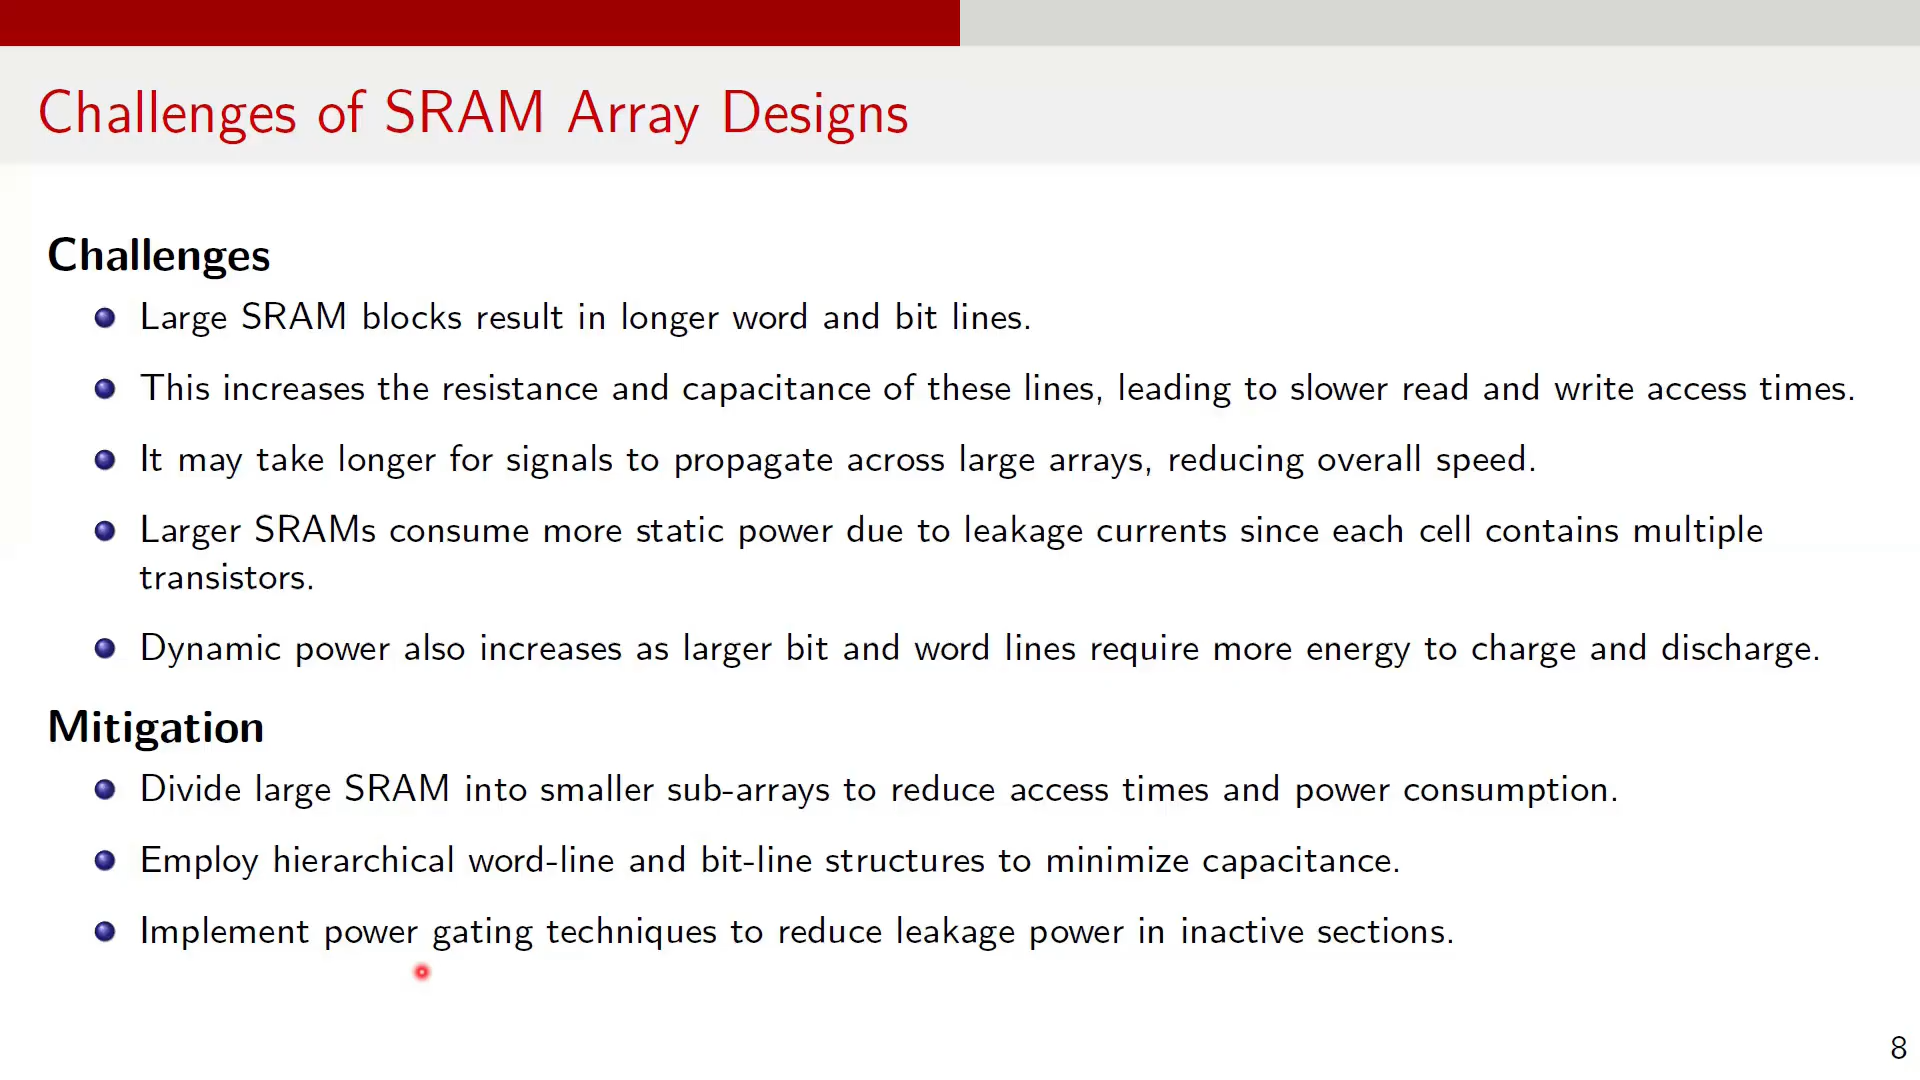 Challenges of SRAM Array Designs
Challenges
Large SRAM blocks result in longer word and bit lines.
This increases the resistance and capacitance of these lines, leading to slower read and write access times.
It may take longer for signals to propagate across large arrays, reducing overall speed.
Larger SRAMs consume more static power due to leakage currents since each cell contains multiple
transistors.
Dynamic power also increases as larger bit and word lines require more energy to charge and discharge.
Mitigation
Divide large SRAM into smaller sub-arrays to reduce access times and power consumption.
Employ hierarchical word-line and bit-line structures to minimize capacitance.
Implement power gating techniques to reduce leakage power in inactive sections.
8